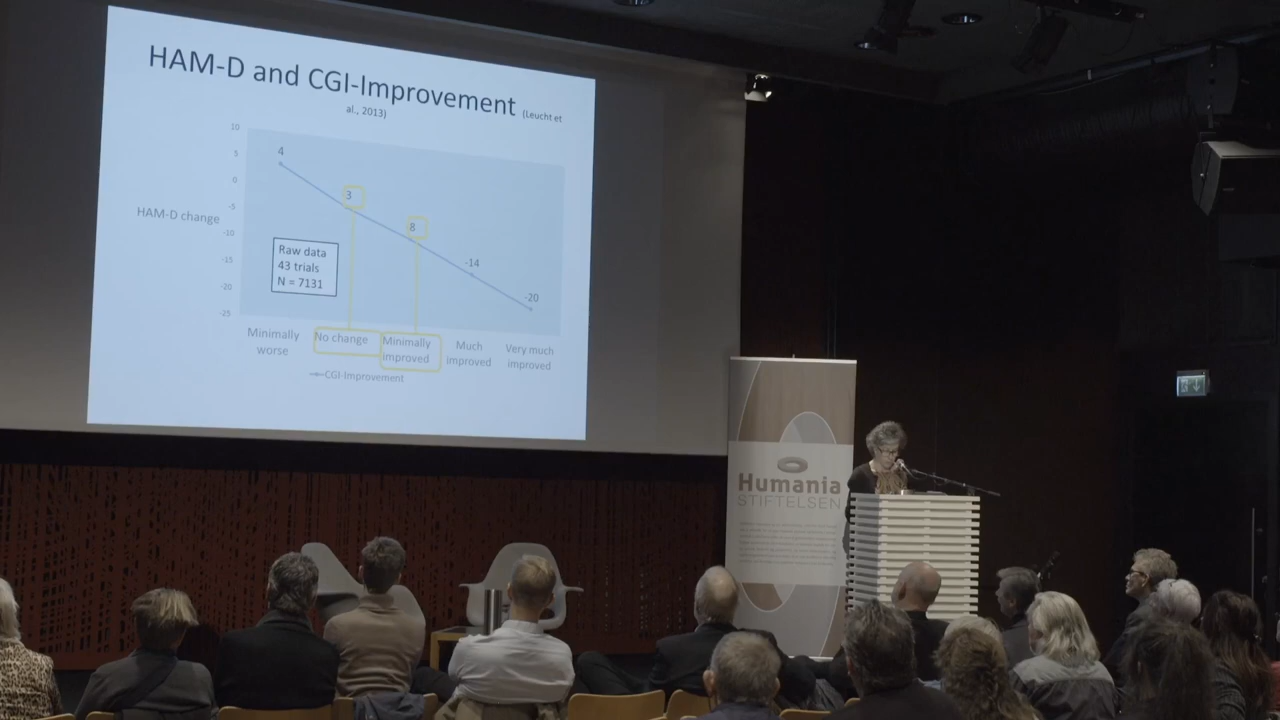 HAM-D and CGI-Improvement (Leucht et
al., 2013)
10
5
0
-5
-10
-15
-20
-25
HAM-D change
4
3
8
-14
-20
Raw data
43 trials
N = 7131
Minimally
worse
No change
Minimally
improved
Much
improved
Very much
improved
CGI-Improvement
Humania
STIFTELSEN